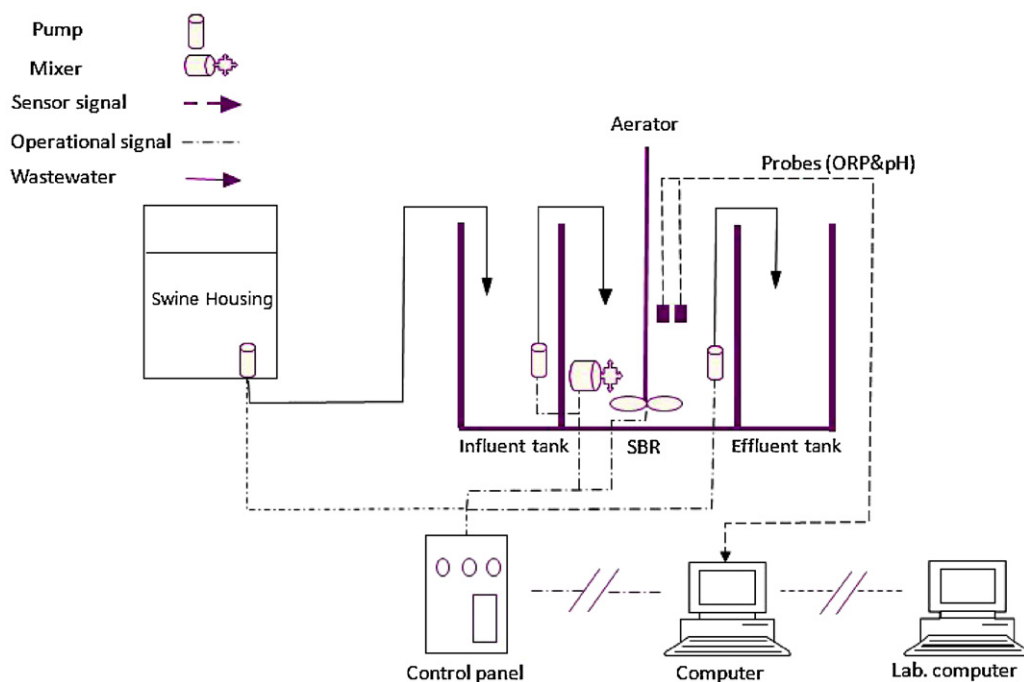 Pump
Mixer
Sensor signal
Operational signal
Wastewater
Aerator
Probes (ORP&pH)
Swine Housing
Influent tank
SBR
Effluent tank
Control panel
Computer
Lab. computer